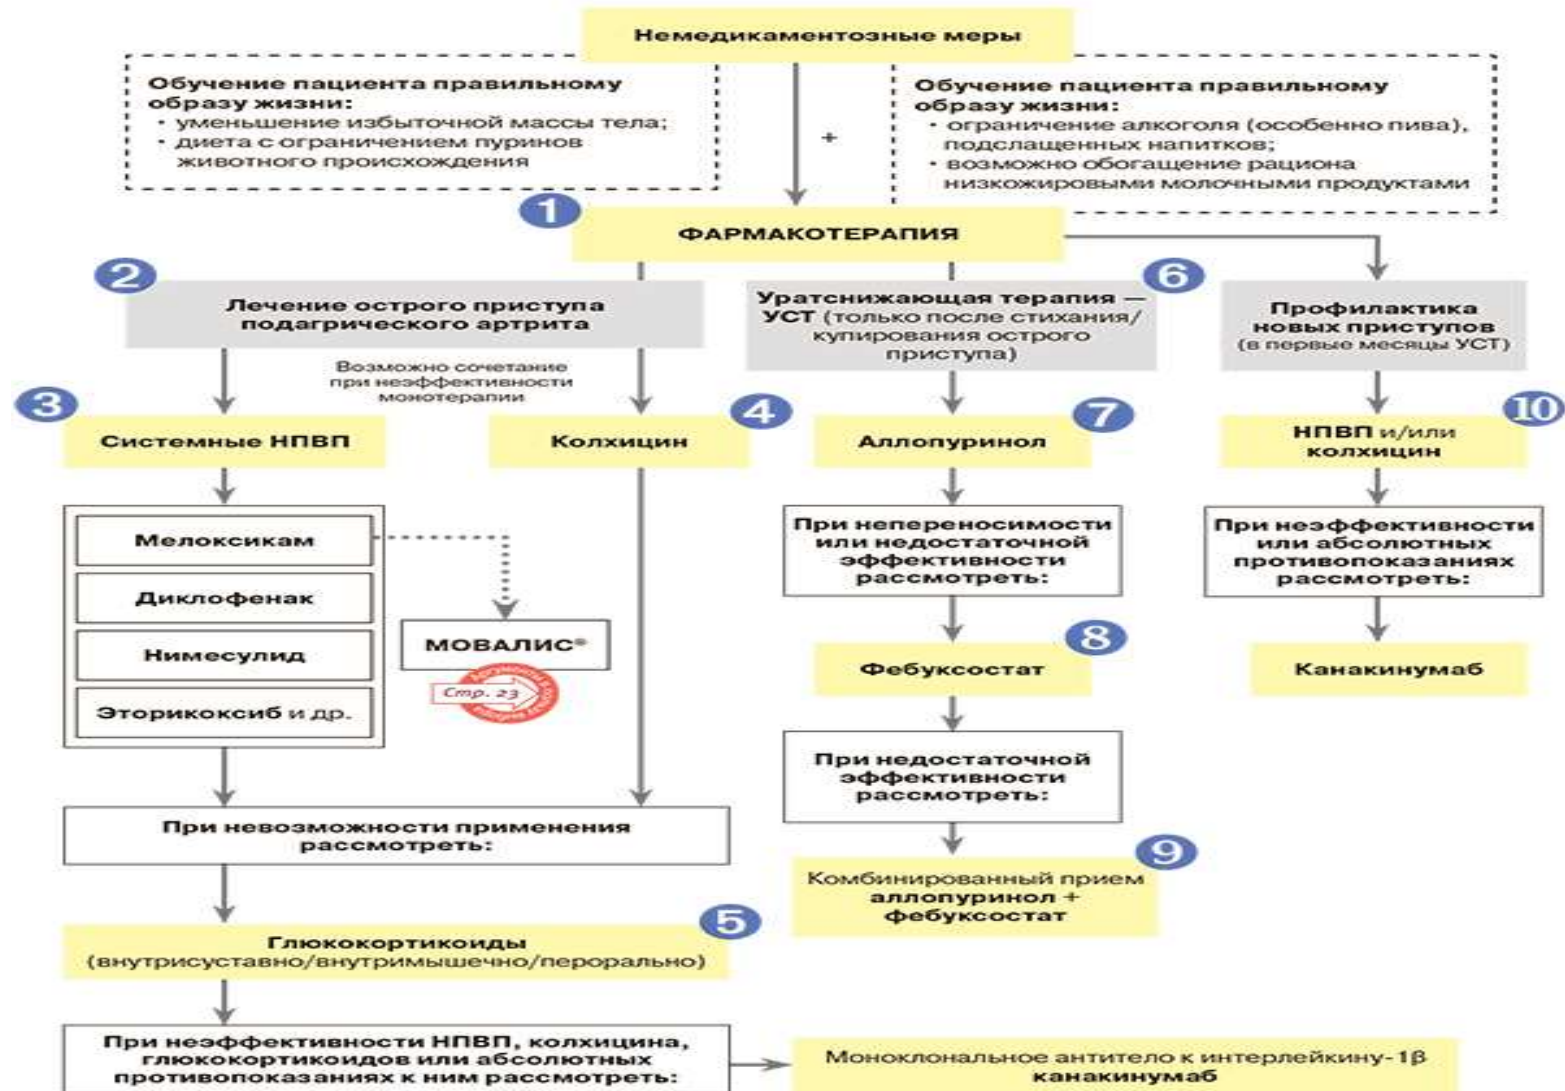 Немедикаментозные меры
Обучение пациента правильному
образу жизни:
• уменьшение избыточной массы тела;
• диета с ограничением пуринов
животного происхождения
+
Обучение пациента правильному
образу жизни:
• ограничение алкоголя (особенно пива),
подслащенных напитков;
• возможно обогащение рациона
низкожировыми молочными продуктами
1
ФАРМАКОТЕРАПИЯ
2
Лечение острого приступа
подагрического артрита
Возможно сочетание
при неэффективности
монотерапии
3
Системные НПВП
4
Колхицин
Мелоксикам
Диклофенак
Нимесулид
Эторикоксиб и др.
МОВАЛИС®
Стр. 23
При невозможности применения
рассмотреть:
5
Глюкокортикоиды
(внутрисуставно/внутримышечно/перорально)
При неэффективности НПВП, колхицина,
глюкокортикоидов или абсолютных
противопоказаниях к ним рассмотреть:
Моноклональное антитело к интерлейкину-1β
канакинумаб
6
Уратснижающая терапия —
УСТ (только после стихания/
купирования острого
приступа)
7
Аллопуринол
При непереносимости
или недостаточной
эффективности
рассмотреть:
8
Фебуксостат
При недостаточной
эффективности
рассмотреть:
9
Комбинированный прием
аллопуринол +
фебуксостат
Профилактика
новых приступов
(в первые месяцы УСТ)
10
НПВП и/или
колхицин
При неэффективности
или абсолютных
противопоказаниях
рассмотреть:
Канакинумаб